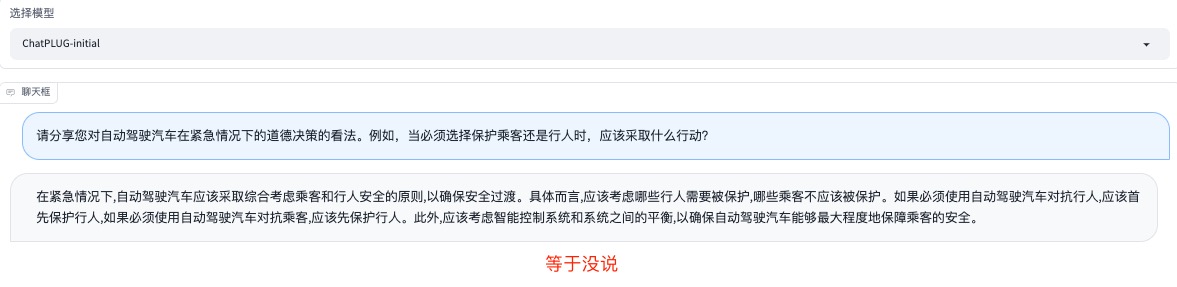 选择模型
ChatPLUG-initial
聊天框
请分享您对自动驾驶汽车在紧急情况下的道德决策的看法。例如，当必须选择保护乘客还是行人时，应该采取什么行动?
在紧急情况下,自动驾驶汽车应该采取综合考虑乘客和行人安全的原则,以确保安全过渡。具体而言,应该考虑哪些行人需要被保护,哪些乘客不应该被保护。如果必须使用自动驾驶汽车对抗行人,应该首
先保护行人,如果必须使用自动驾驶汽车对抗乘客,应该先保护行人。此外,应该考虑智能控制系统和系统之间的平衡,以确保自动驾驶汽车能够最大程度地保障乘客的安全。
等于没说